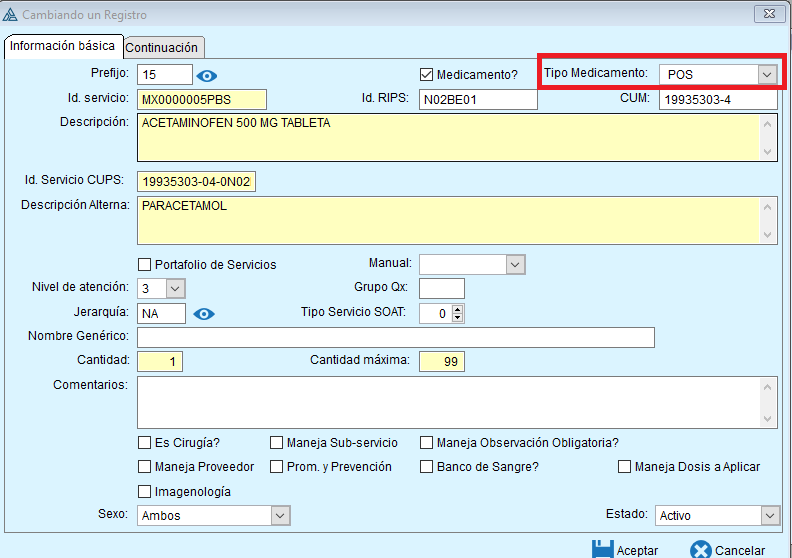 Cambiando un Registro
Información básica Continuación
Prefijo: 15 Medicamento? Tipo Medicamento: POS
Id. servicio: MX0000005PBS Id. RIPS: N02BE01 CUM: 19935303-4
Descripción: ACETAMINOFEN 500 MG TABLETA
Id. Servicio CUPS: 19935303-04-0N02
Descripción Alterna: PARACETAMOL
Portafolio de Servicios Manual:
Nivel de atención: 3 Grupo Qx:
Jerarquía: NA Tipo Servicio SOAT: 0
Nombre Genérico:
Cantidad: 1 Cantidad máxima: 99
Comentarios:
Es Cirugía? Maneja Sub-servicio Maneja Observación Obligatoria?
Maneja Proveedor Prom. y Prevención Banco de Sangre? Maneja Dosis a Aplicar
Imagenología
Sexo: Ambos Estado: Activo
Aceptar Cancelar